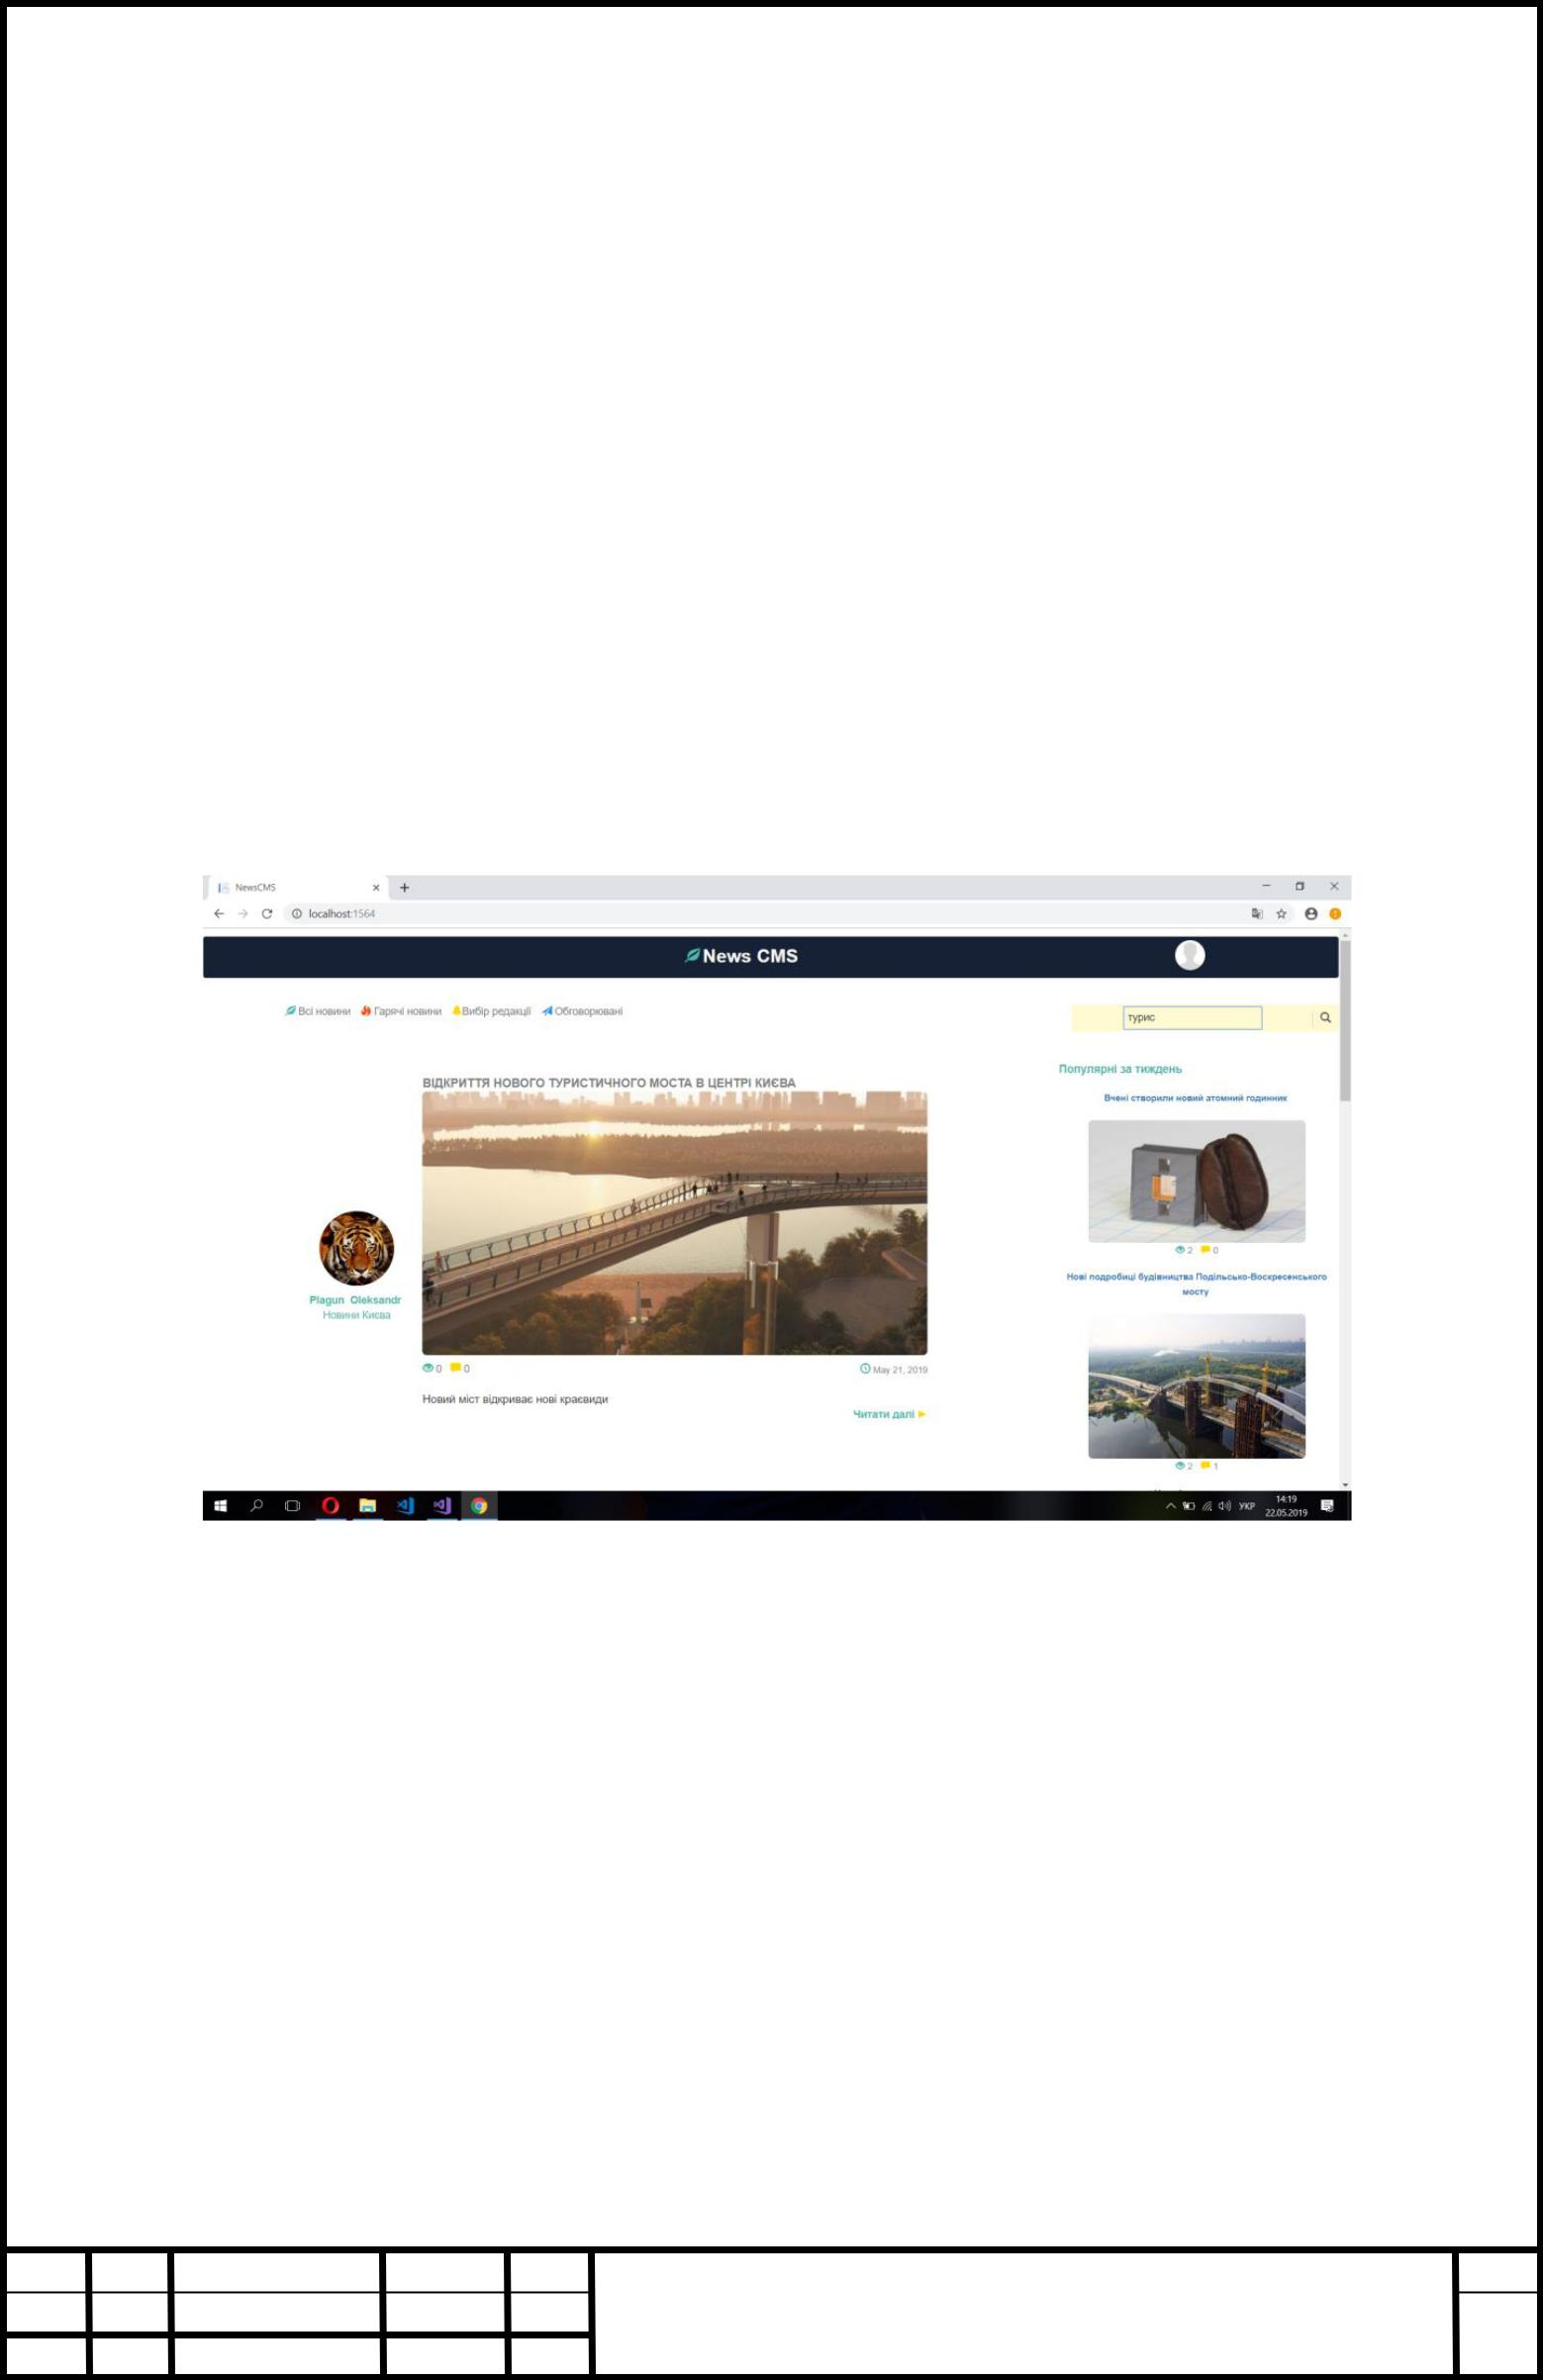 NewsCMS
localhost:1564
News CMS
Всі новини Гарячі новини Вибір редакції Обговорювані
турис
Популярні за тиждень
Вчені створили новий атомний годинник
2 0
Нові подробиці будівництва Подільсько-Воскресенського
мосту
2 1
ВІДКРИТТЯ НОВОГО ТУРИСТИЧНОГО МОСТА В ЦЕНТРІ КИЄВА
Plagun Oleksandr
Новини Києва
0 0
May 21, 2019
Новий міст відкриває нові краєвиди
Читати далі
УКР
14:19
22.05.2019